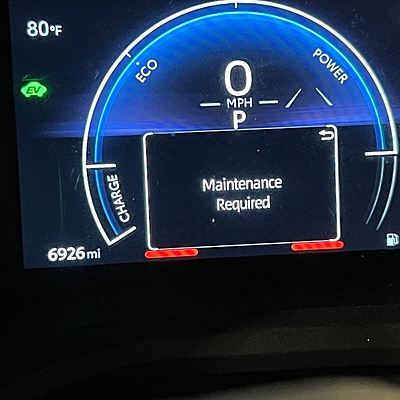 80°F
EV
ECO
POWER
0
MPH
P
Maintenance
Required
CHARGE
6926 mi